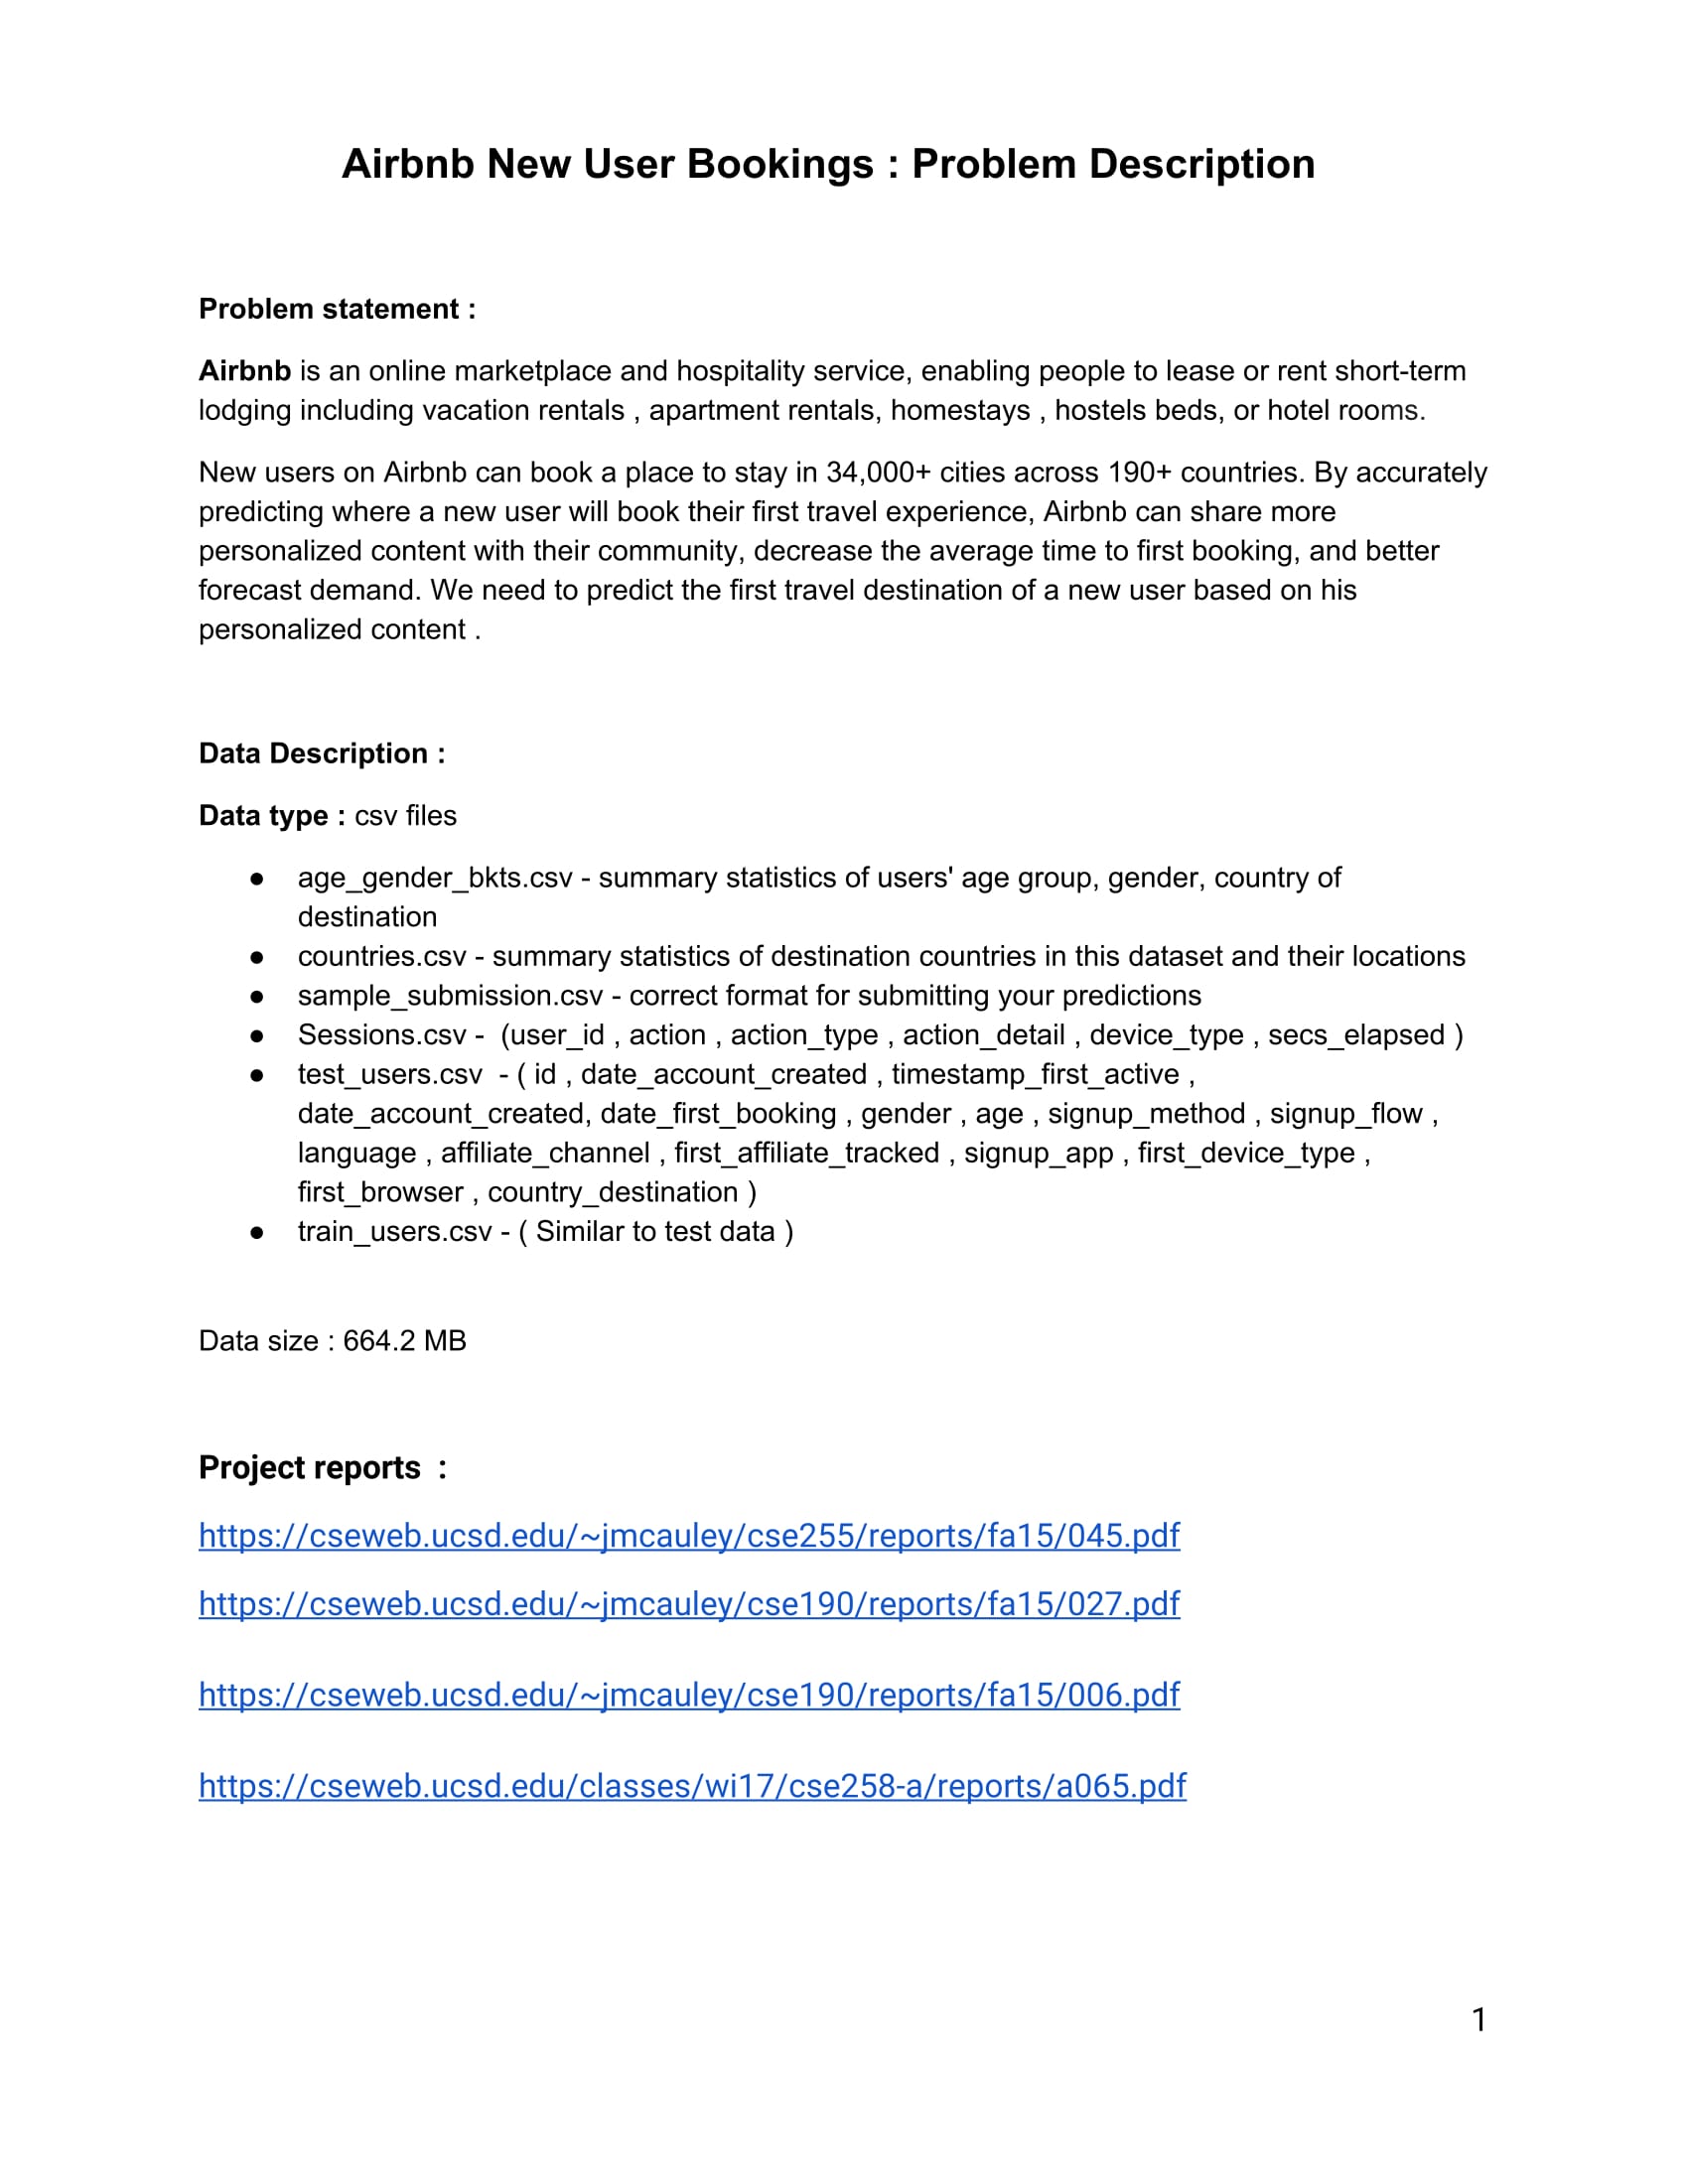 Airbnb New User Bookings : Problem Description
Problem statement :
Airbnb is an online marketplace and hospitality service, enabling people to lease or rent short-term
lodging including vacation rentals , apartment rentals, homestays , hostels beds, or hotel rooms.
New users on Airbnb can book a place to stay in 34,000+ cities across 190+ countries. By accurately
predicting where a new user will book their first travel experience, Airbnb can share more
personalized content with their community, decrease the average time to first booking, and better
forecast demand. We need to predict the first travel destination of a new user based on his
personalized content .
Data Description :
Data type : csv files
● age_gender_bkts.csv - summary statistics of users' age group, gender, country of
destination
● countries.csv - summary statistics of destination countries in this dataset and their locations
● sample_submission.csv - correct format for submitting your predictions
● Sessions.csv - (user_id , action , action_type , action_detail , device_type , secs_elapsed )
● test_users.csv - ( id , date_account_created , timestamp_first_active ,
date_account_created, date_first_booking , gender , age , signup_method , signup_flow ,
language , affiliate_channel , first_affiliate_tracked , signup_app , first_device_type ,
first_browser , country_destination )
● train_users.csv - ( Similar to test data )
Data size : 664.2 MB
Project reports :
https://cseweb.ucsd.edu/~jmcauley/cse255/reports/fa15/045.pdf
https://cseweb.ucsd.edu/~jmcauley/cse190/reports/fa15/027.pdf
https://cseweb.ucsd.edu/~jmcauley/cse190/reports/fa15/006.pdf
https://cseweb.ucsd.edu/classes/wi17/cse258-a/reports/a065.pdf
1